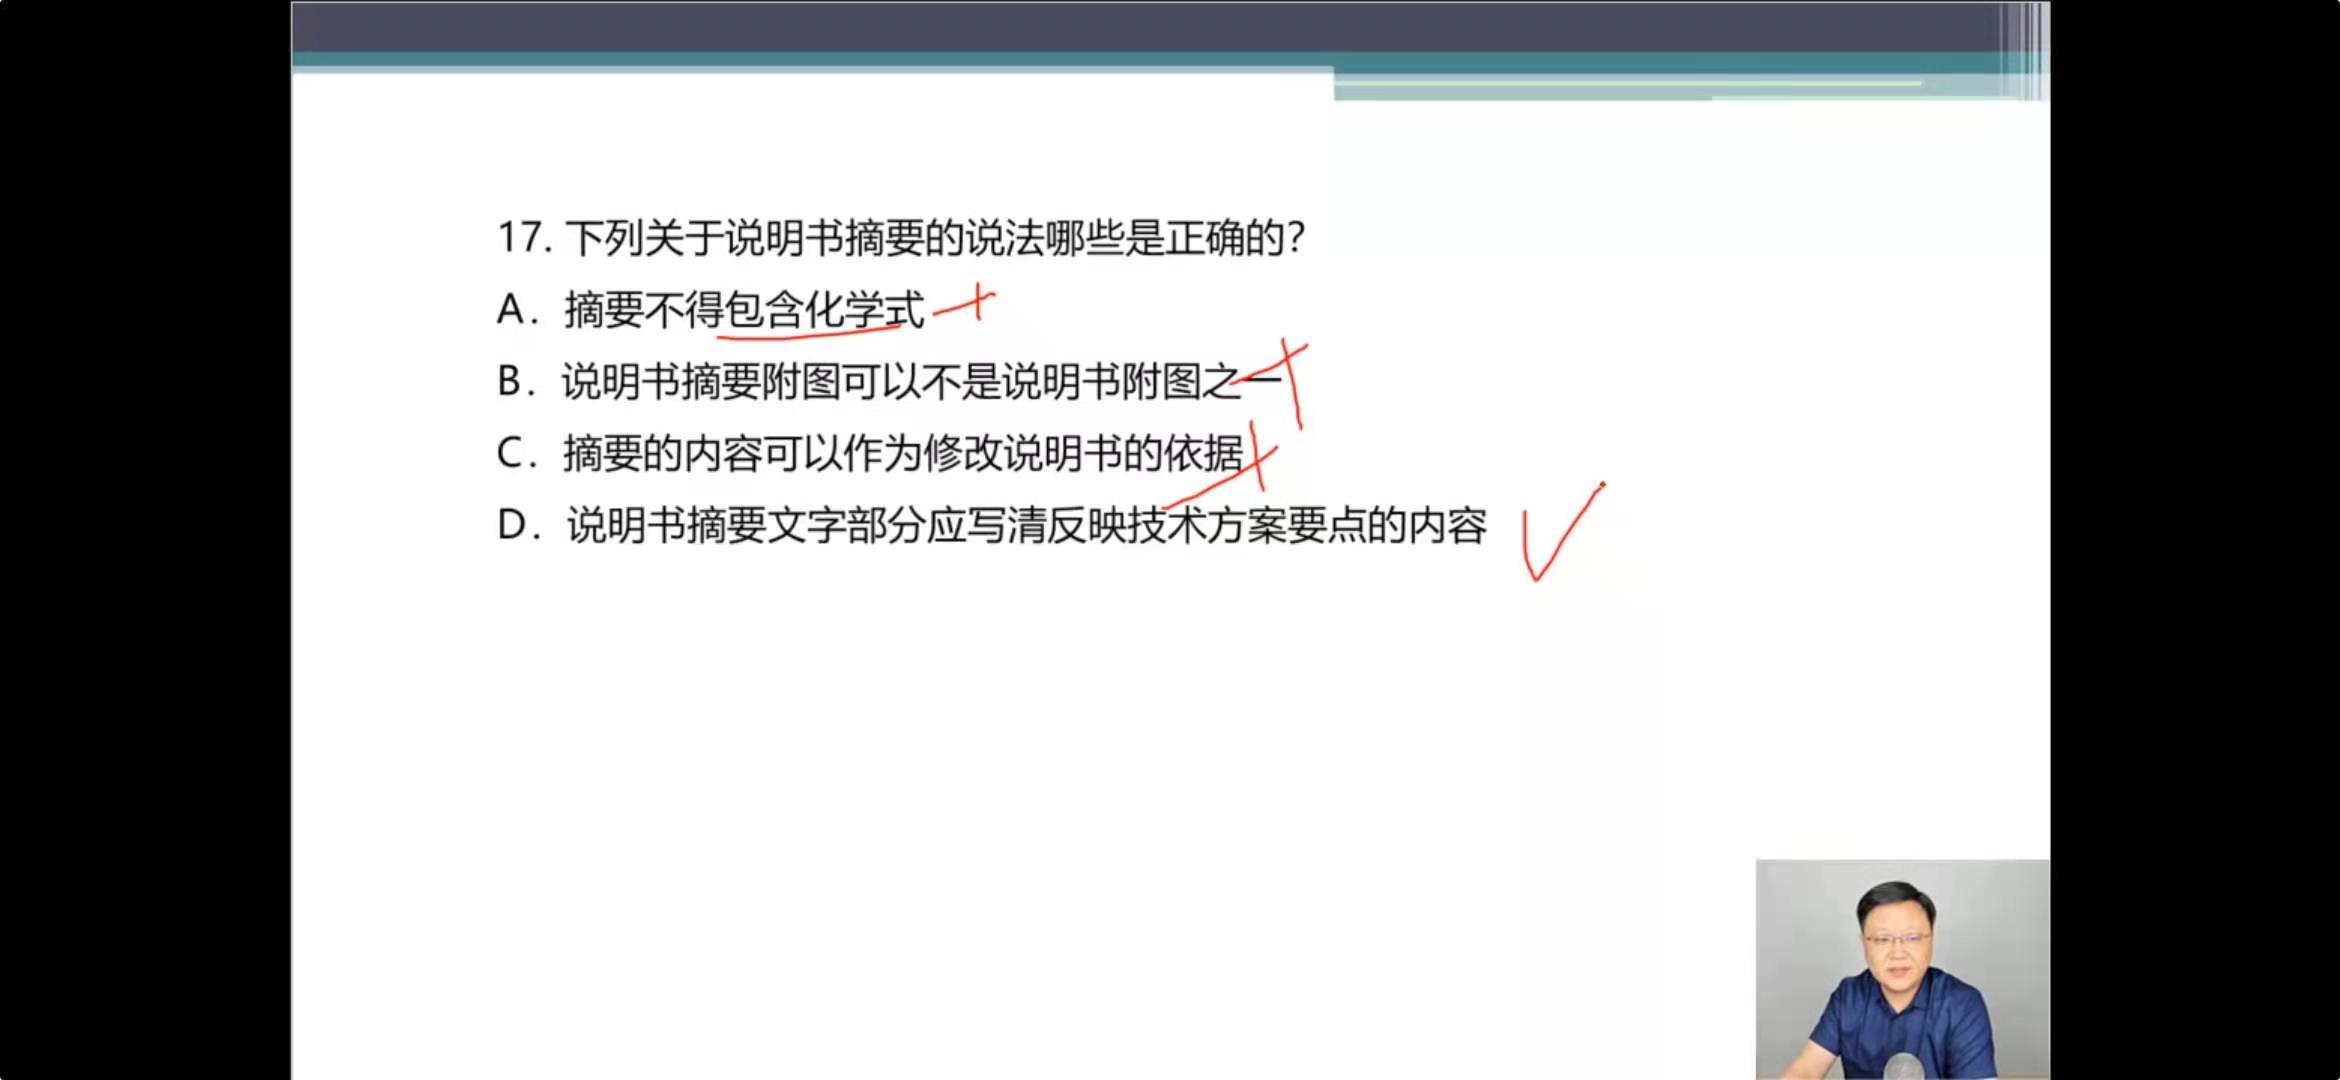 17. 下列关于说明书摘要的说法哪些是正确的?
A. 摘要不得包含化学式
B. 说明书摘要附图可以不是说明书附图之一
C. 摘要的内容可以作为修改说明书的依据
D. 说明书摘要文字部分应写清反映技术方案要点的内容